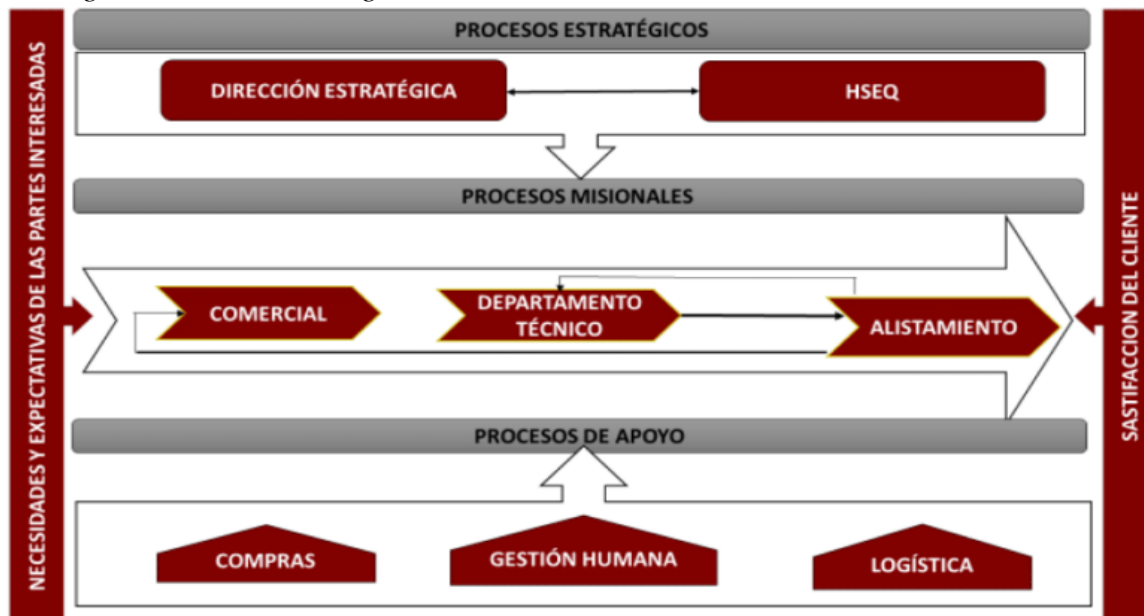 PROCESOS ESTRATÉGICOS
DIRECCIÓN ESTRATÉGICA
HSEQ
NECESIDADES Y EXPECTATIVAS DE LAS PARTES INTERESADAS
PROCESOS MISIONALES
COMERCIAL
DEPARTAMENTO
TÉCNICO
ALISTAMIENTO
SASTIFACCION DEL CLIENTE
PROCESOS DE APOYO
COMPRAS
GESTIÓN HUMANA
LOGÍSTICA